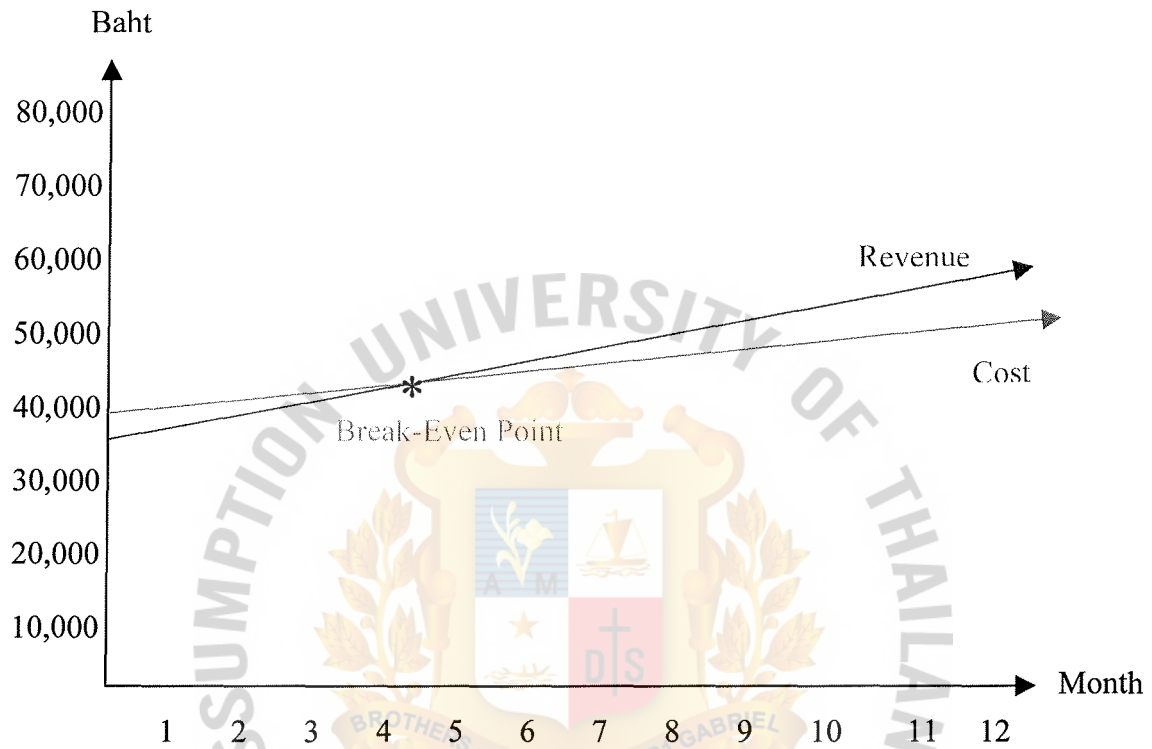 Baht
80,000
70,000
60,000
50,000
40,000
30,000
20,000
10,000
Revenue
Cost
*
Break-Even Point
Month
1 2 3 4 5 6 7 8 9 10 11 12
UNIVERSITY OF THAILAN
SSUMPTION
A M
D S
BROTHERS
GABRIEL